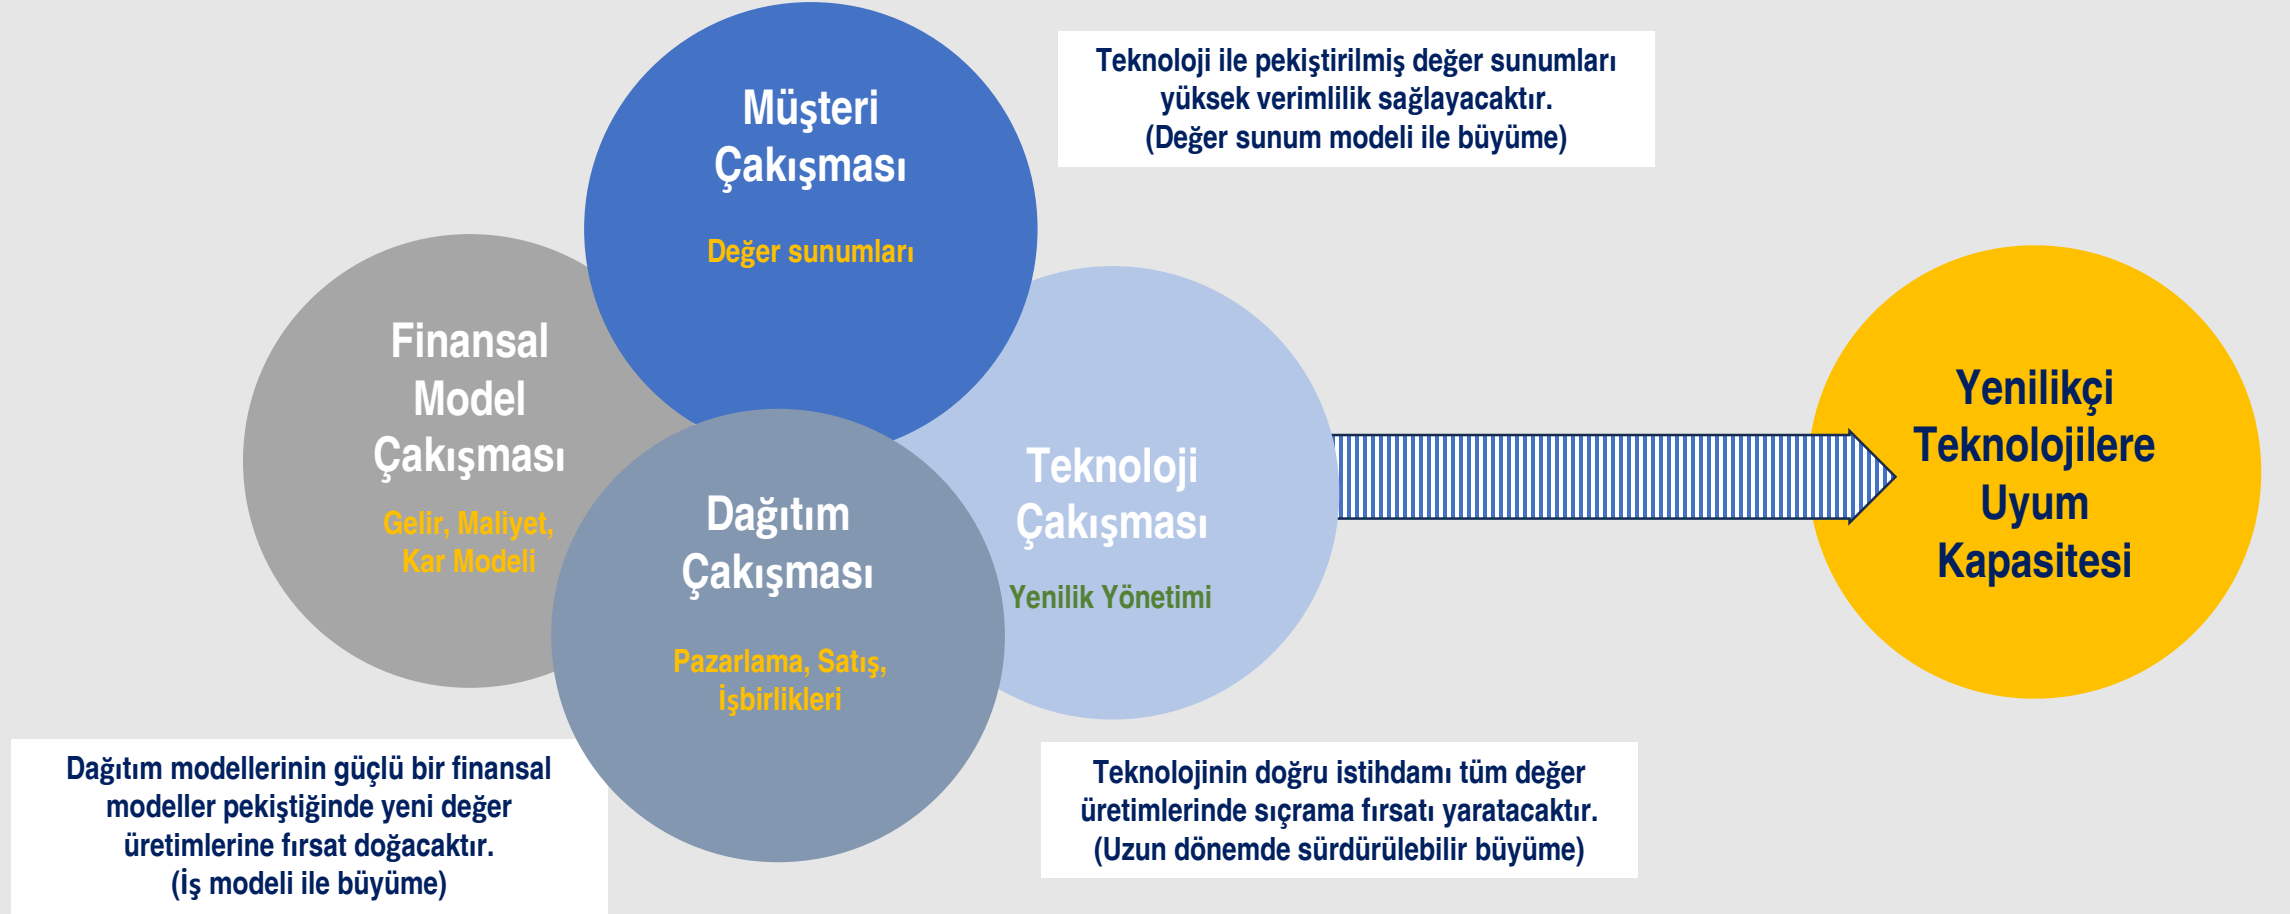 Müşteri
Çakışması
Değer sunumları
Teknoloji ile pekiştirilmiş değer sunumları
yüksek verimlilik sağlayacaktır.
(Değer sunum modeli ile büyüme)
Finansal
Model
Çakışması
Gelir, Maliyet,
Kar Modeli
Dağıtım
Çakışması
Pazarlama, Satış,
İşbirlikleri
Teknoloji
Çakışması
Yenilik Yönetimi
Yenilikçi
Teknolojilere
Uyum
Kapasitesi
Dağıtım modellerinin güçlü bir finansal
modeller pekiştiğinde yeni değer
üretimlerine fırsat doğacaktır.
(İş modeli ile büyüme)
Teknolojinin doğru istihdamı tüm değer
üretimlerinde sıçrama fırsatı yaratacaktır.
(Uzun dönemde sürdürülebilir büyüme)